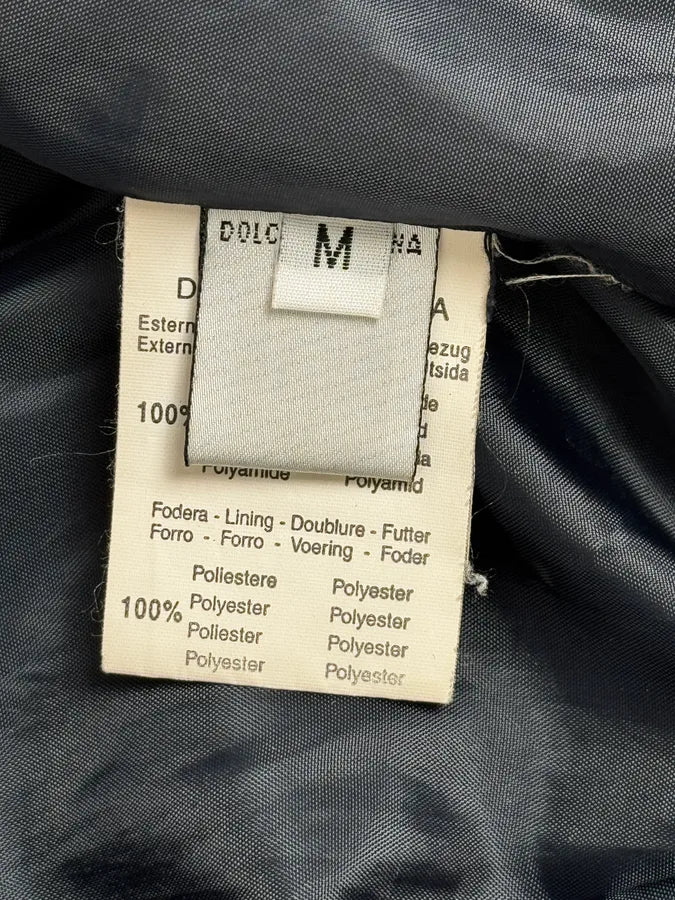 DOLC M NA
D A
Estern ezug
Extern tsida
100% de
d
a
Polyamide Polyamid
Fodera - Lining - Doublure - Futter
Forro - Forro - Voering - Foder
Poliestere Polyester
100% Polyester Polyester
Poliester Polyester
Polyester Polyester